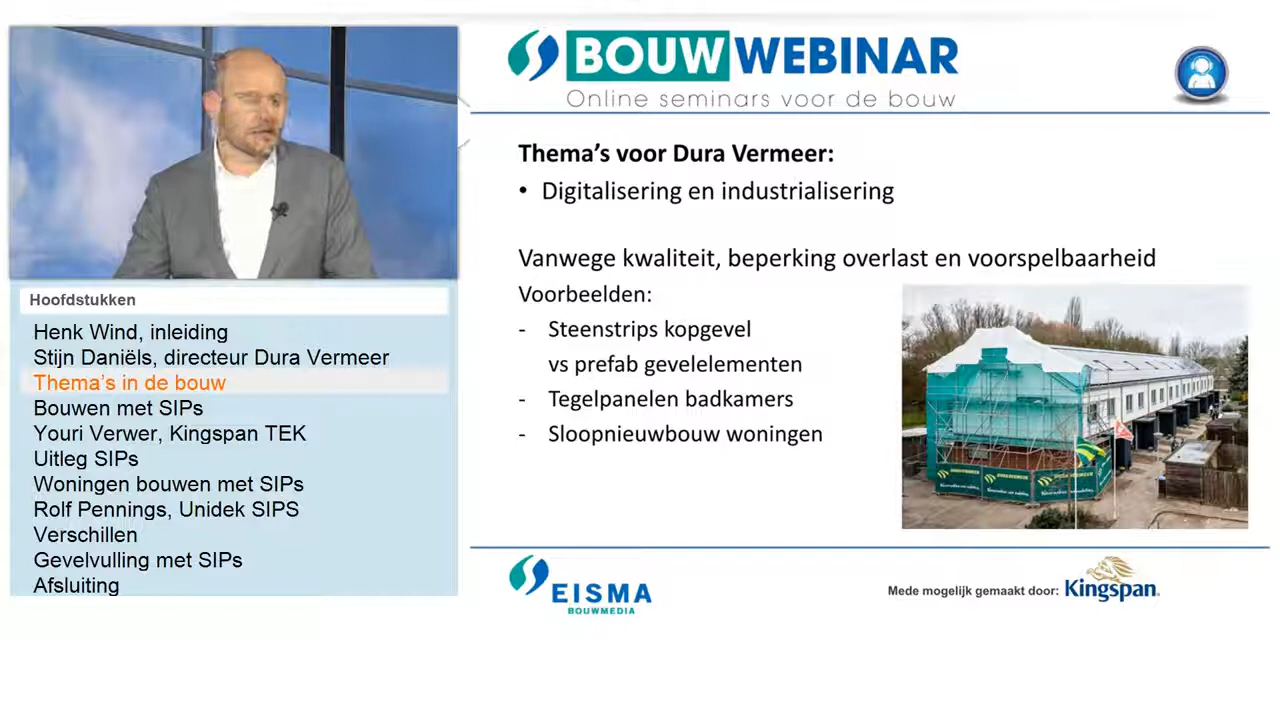 BOUWWEBINAR
Online seminars voor de bouw
Thema's voor Dura Vermeer:
• Digitalisering en industrialisering
Vanwege kwaliteit, beperking overlast en voorspelbaarheid
Voorbeelden:
- Steenstrips kopgevel
vs prefab gevelelementen
- Tegelpanelen badkamers
- Sloopnieuwbouw woningen
Hoofdstukken
Henk Wind, inleiding
Stijn Daniëls, directeur Dura Vermeer
Thema's in de bouw
Bouwen met SIPs
Youri Verwer, Kingspan TEK
Uitleg SIPs
Woningen bouwen met SIPs
Rolf Pennings, Unidek SIPS
Verschillen
Gevelvulling met SIPs
Afsluiting
EISMA
BOUWMEDIA
Mede mogelijk gemaakt door: Kingspan.